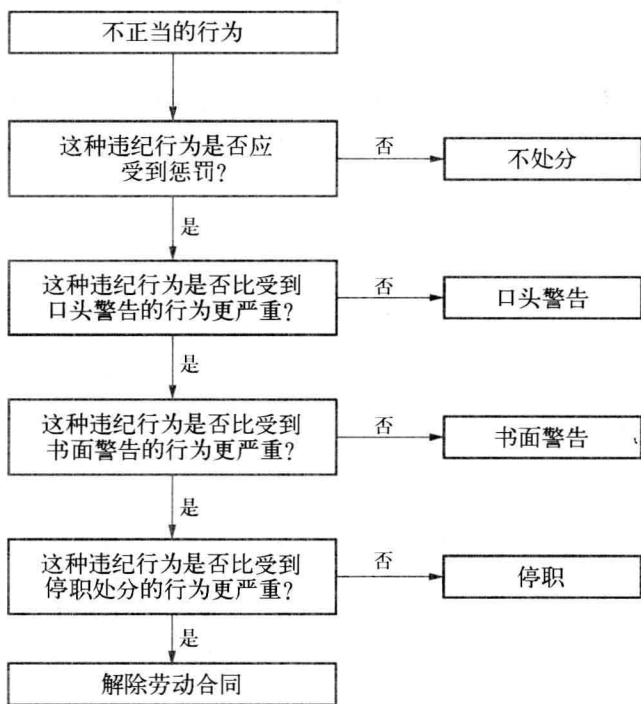 不正当的行为
这种违纪行为是否应
受到惩罚?
否
不处分
是
这种违纪行为是否比受到
口头警告的行为更严重?
否
口头警告
是
这种违纪行为是否比受到
书面警告的行为更严重?
否
书面警告
是
这种违纪行为是否比受到
停职处分的行为更严重?
否
停职
是
解除劳动合同